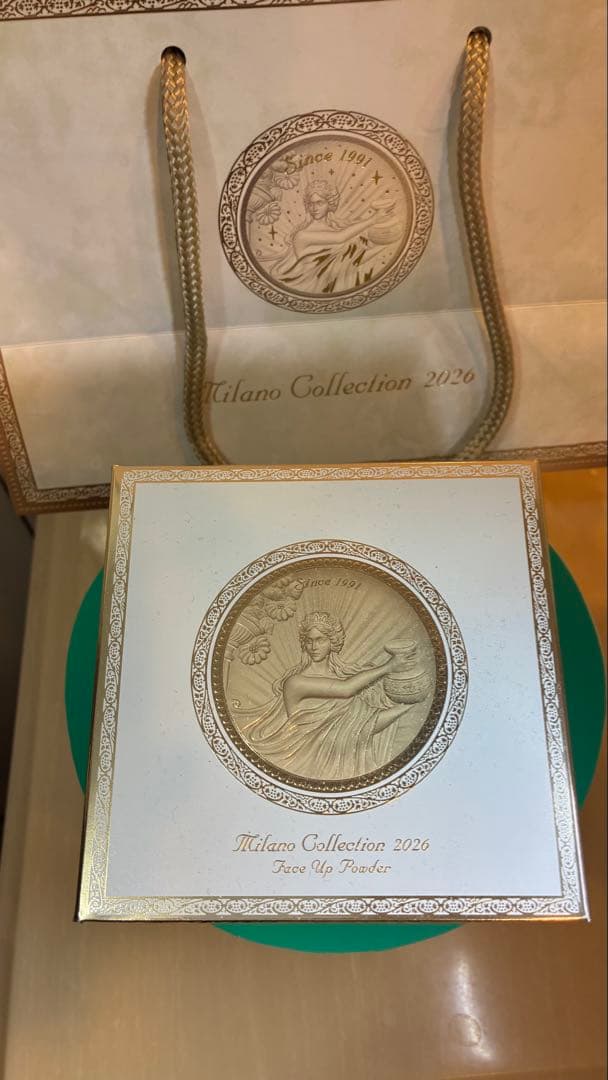 Since 1991
Milano Collection 2026
Since 1991
Milano Collection 2026
Face Up Powder